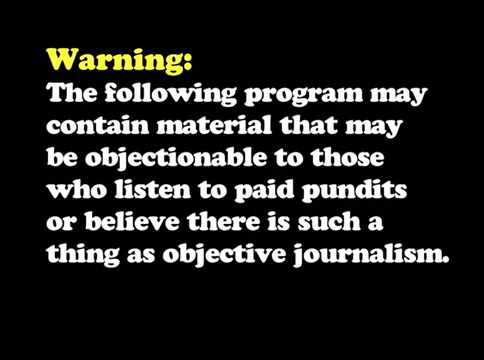 Warning:
The following program may
contain material that may
be objectionable to those
who listen to paid pundits
or believe there is such a
thing as objective journalism.